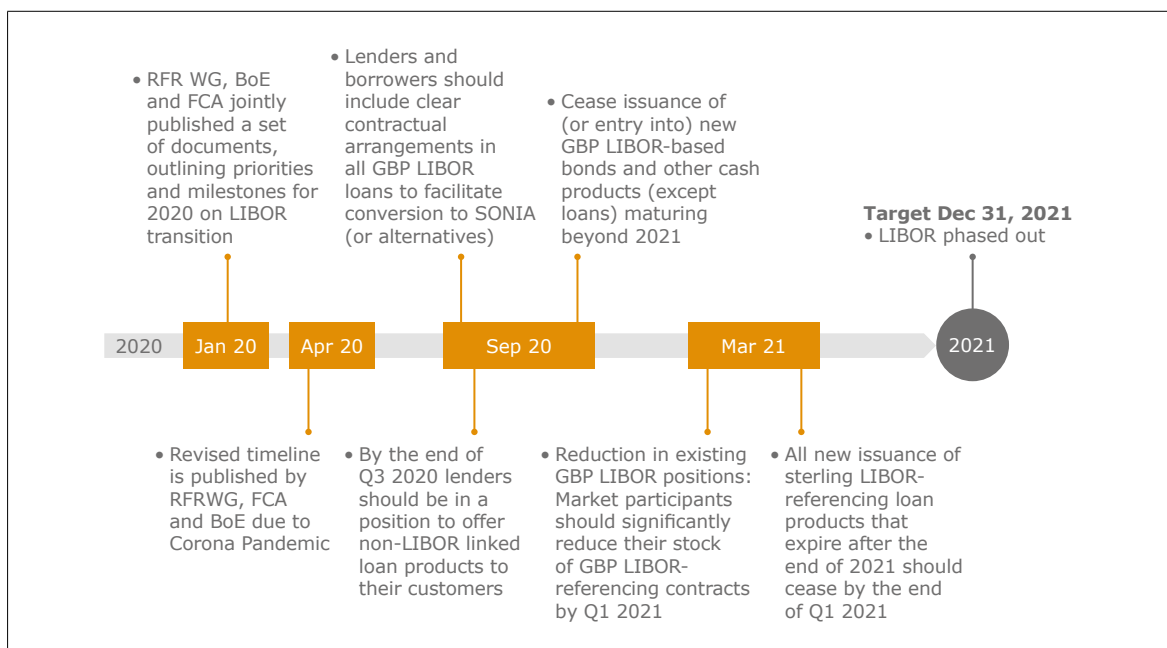 • RFR WG, BoE
and FCA jointly
published a set
of documents,
outlining priorities
and milestones for
2020 on LIBOR
transition
• Lenders and
borrowers should
include clear
contractual
arrangements in
all GBP LIBOR
loans to facilitate
conversion to SONIA
(or alternatives)
• Cease issuance of
(or entry into) new
GBP LIBOR-based
bonds and other cash
products (except
loans) maturing
beyond 2021
Target Dec 31, 2021
• LIBOR phased out
2020
Jan 20
Apr 20
Sep 20
Mar 21
2021
• Revised timeline
is published by
RFRWG, FCA
and BoE due to
Corona Pandemic
• By the end of
Q3 2020 lenders
should be in a
position to offer
non-LIBOR linked
loan products to
their customers
• Reduction in existing
GBP LIBOR positions:
Market participants
should significantly
reduce their stock
of GBP LIBOR-
referencing contracts
by Q1 2021
• All new issuance of
sterling LIBOR-
referencing loan
products that
expire after the
end of 2021 should
cease by the end
of Q1 2021